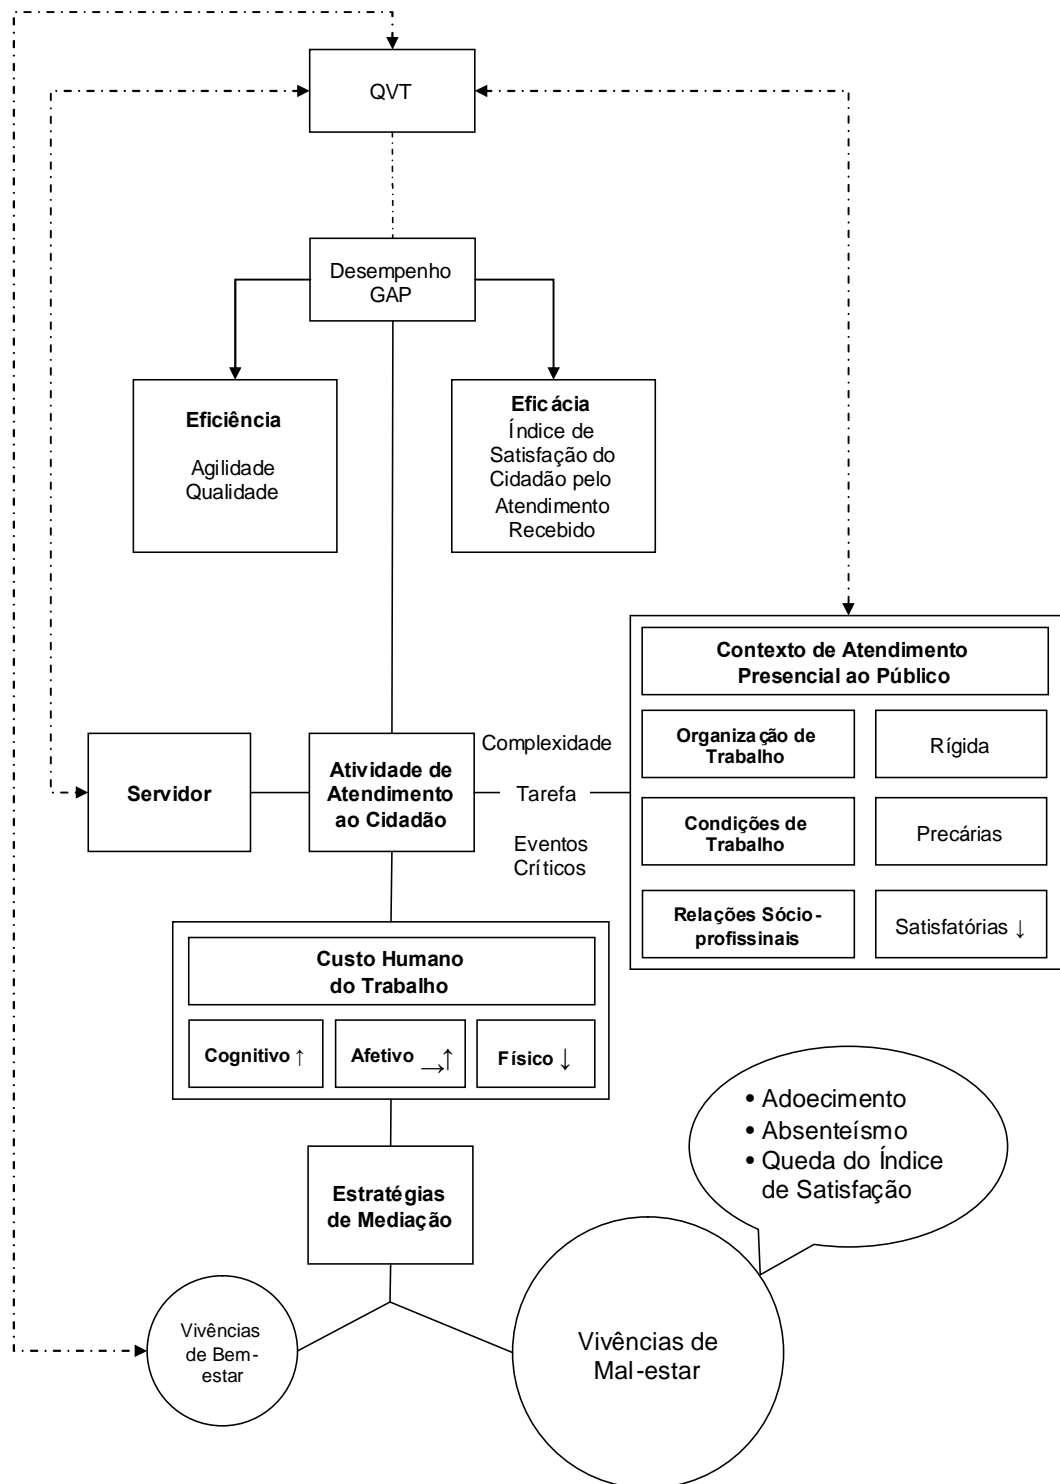 QVT
Desempenho
GAP
Eficiência
Agilidade
Qualidade
Eficácia
Índice de
Satisfação do
Cidadão pelo
Atendimento
Recebido
Contexto de Atendimento
Presencial ao Público
Organização de
Trabalho
Rígida
Condições de
Trabalho
Precárias
Relações Sócio-
profissinais
Satisfatórias ↓
Servidor
Atividade de
Atendimento
ao Cidadão
Complexidade
Tarefa
Eventos
Críticos
Custo Humano
do Trabalho
Cognitivo ↑
Afetivo →↑
Físico ↓
Estratégias
de Mediação
• Adoecimento
• Absenteísmo
• Queda do Índice
de Satisfação
Vivências
de Bem-
estar
Vivências de
Mal-estar